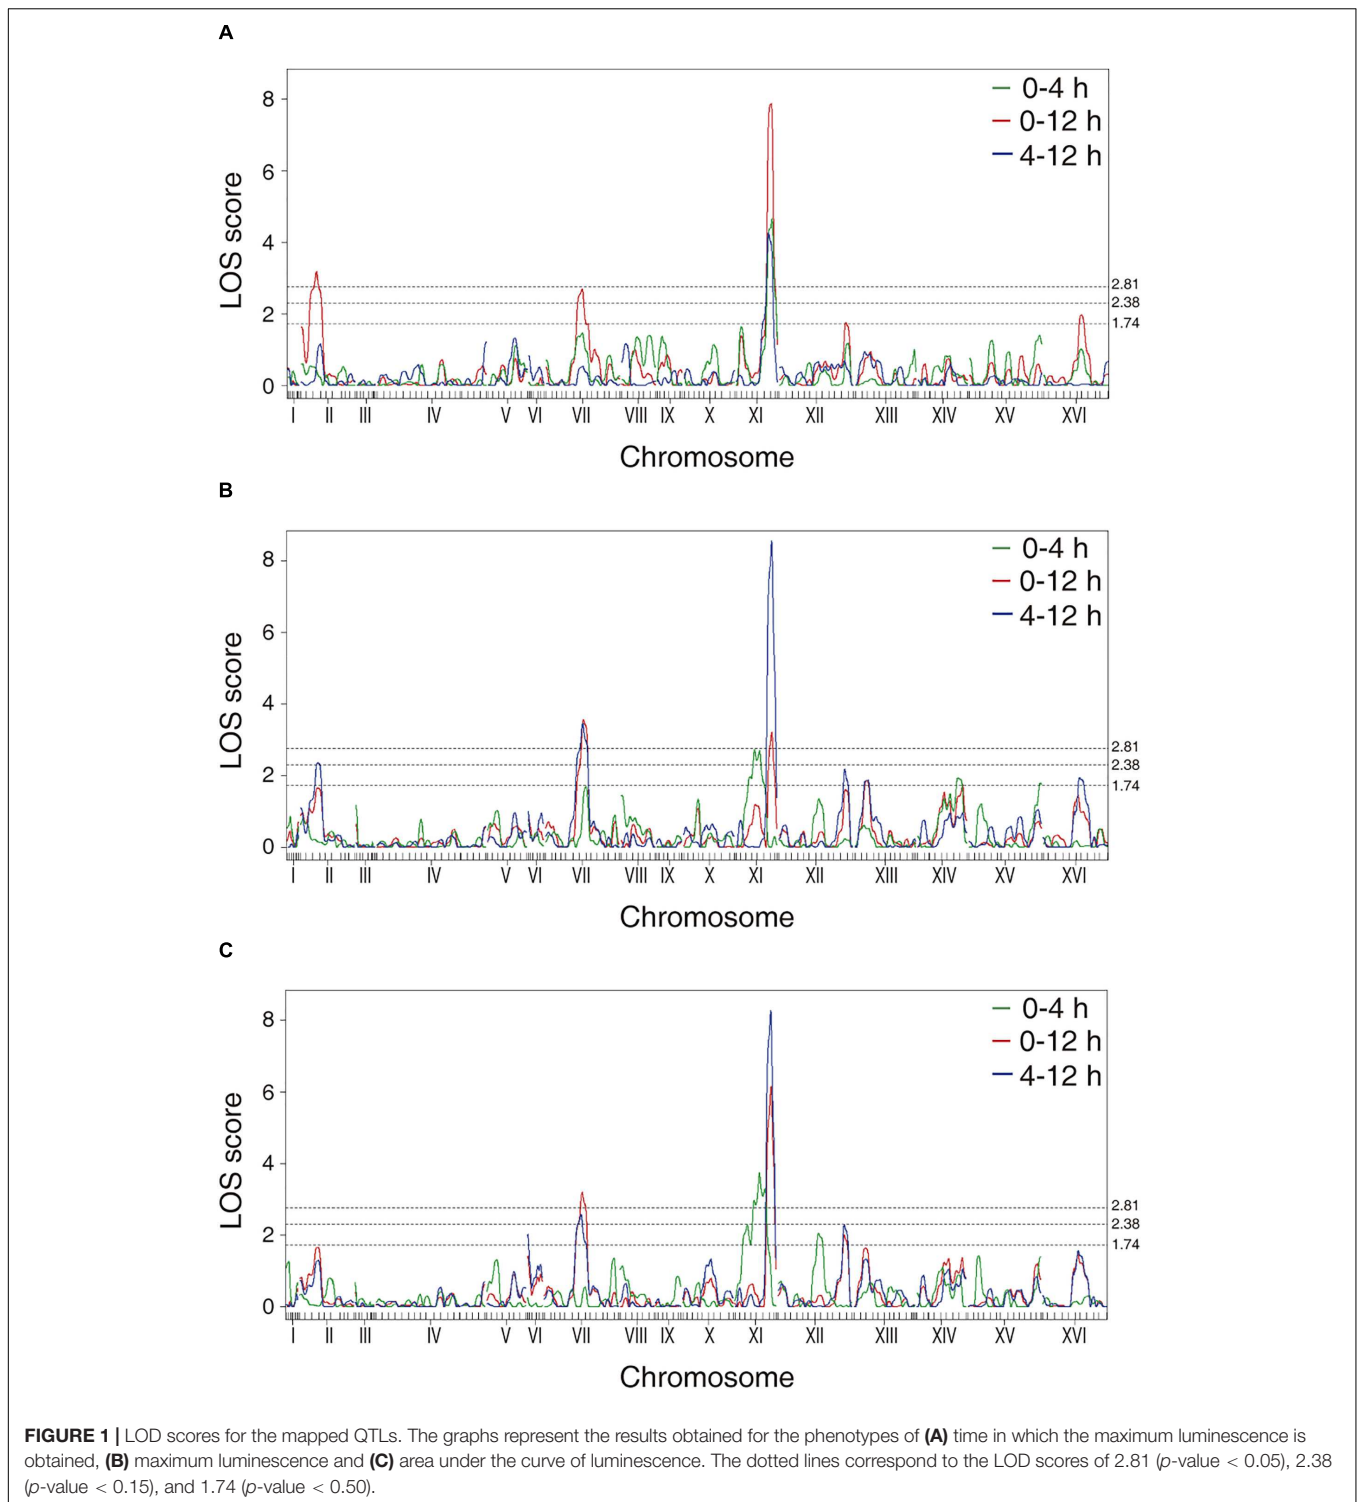 A
LOS score
8
6
4
2
0
0-4 h
0-12 h
4-12 h
2.81
2.38
1.74
I II III IV V VI VII VIII IX X XI XII XIII XIV XV XVI
Chromosome
B
LOS score
8
6
4
2
0
0-4 h
0-12 h
4-12 h
2.81
2.38
1.74
I II III IV V VI VII VIII IX X XI XII XIII XIV XV XVI
Chromosome
C
LOS score
8
6
4
2
0
0-4 h
0-12 h
4-12 h
2.81
2.38
1.74
I II III IV V VI VII VIII IX X XI XII XIII XIV XV XVI
Chromosome
FIGURE 1 | LOD scores for the mapped QTLs. The graphs represent the results obtained for the phenotypes of (A) time in which the maximum luminescence is
obtained, (B) maximum luminescence and (C) area under the curve of luminescence. The dotted lines correspond to the LOD scores of 2.81 (p-value < 0.05), 2.38
(p-value < 0.15), and 1.74 (p-value < 0.50).